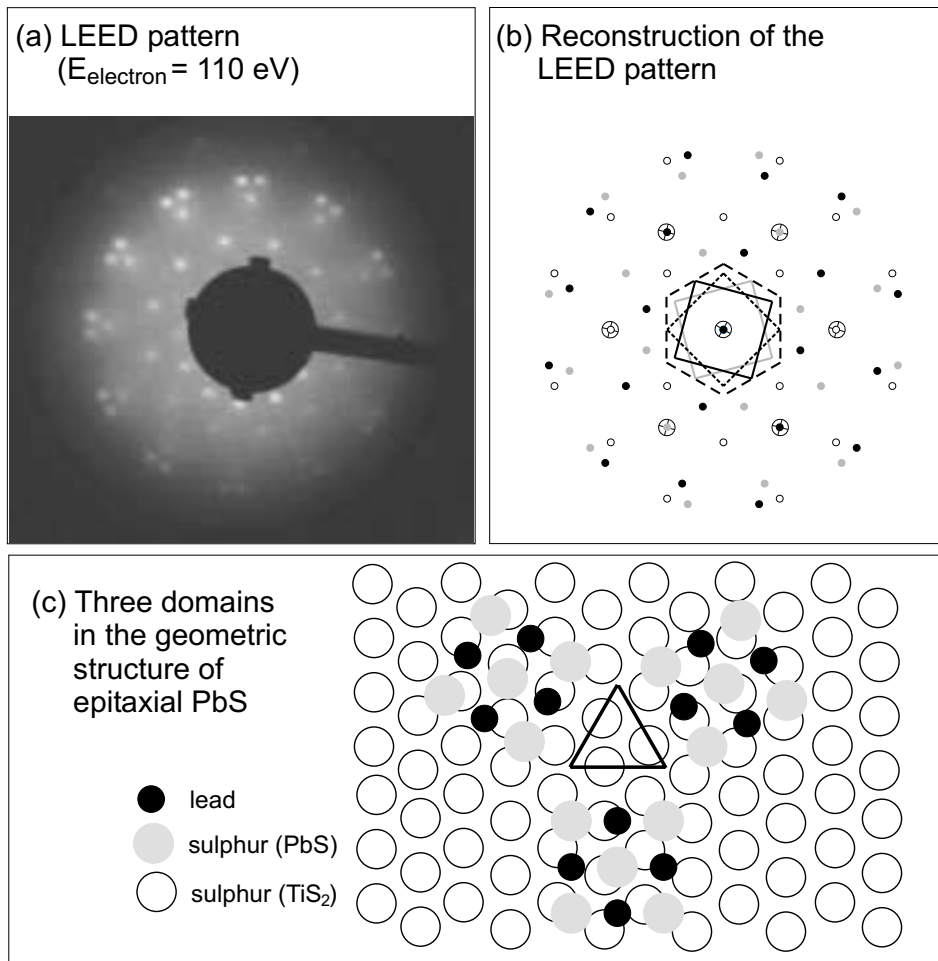 (a) LEED pattern
(E_electron = 110 eV)
(b) Reconstruction of the
LEED pattern
(c) Three domains
in the geometric
structure of
epitaxial PbS
lead
sulphur (PbS)
sulphur (TiS₂)